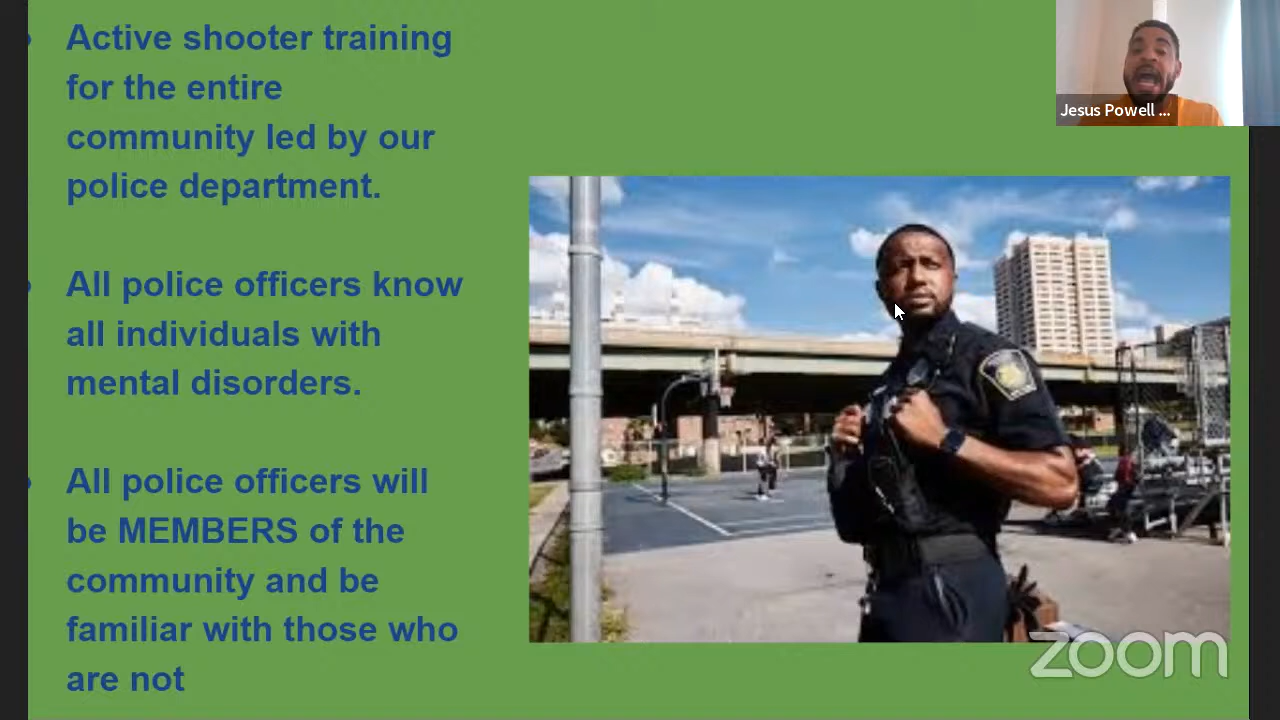 Active shooter training
for the entire
community led by our
police department.
All police officers know
all individuals with
mental disorders.
All police officers will
be MEMBERS of the
community and be
familiar with those who
are not
Jesus Powell ...
zoom